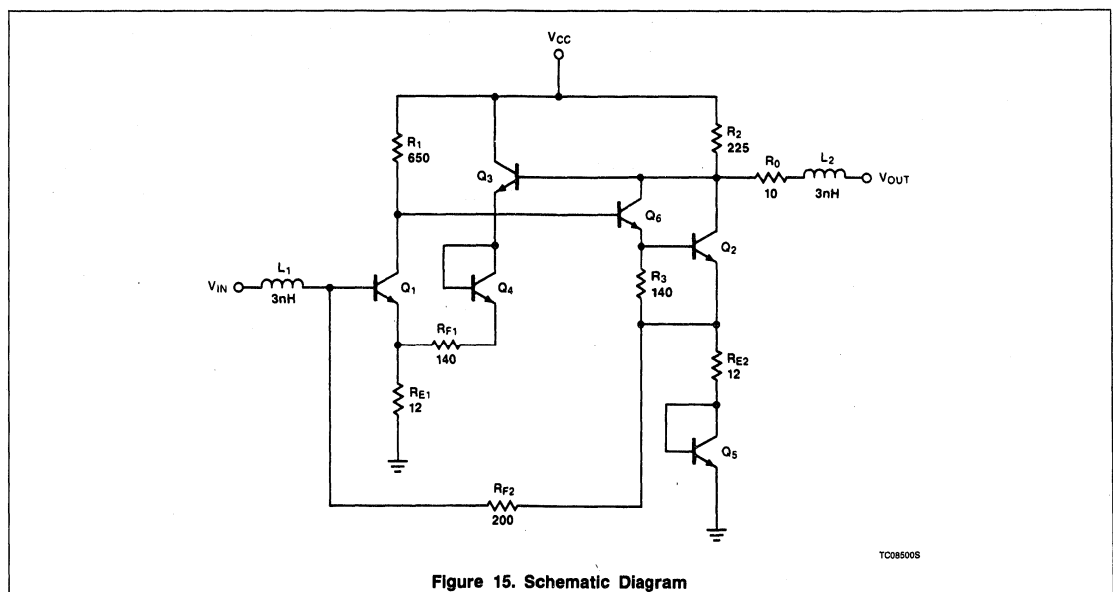 VCC
R1
650
R2
225
R0
10
L2
3nH
VOUT
Q3
Q6
Q2
L1
3nH
VIN
Q1
Q4
R3
140
RF1
140
RE1
12
RE2
12
Q5
RF2
200
TC08500S
Figure 15. Schematic Diagram